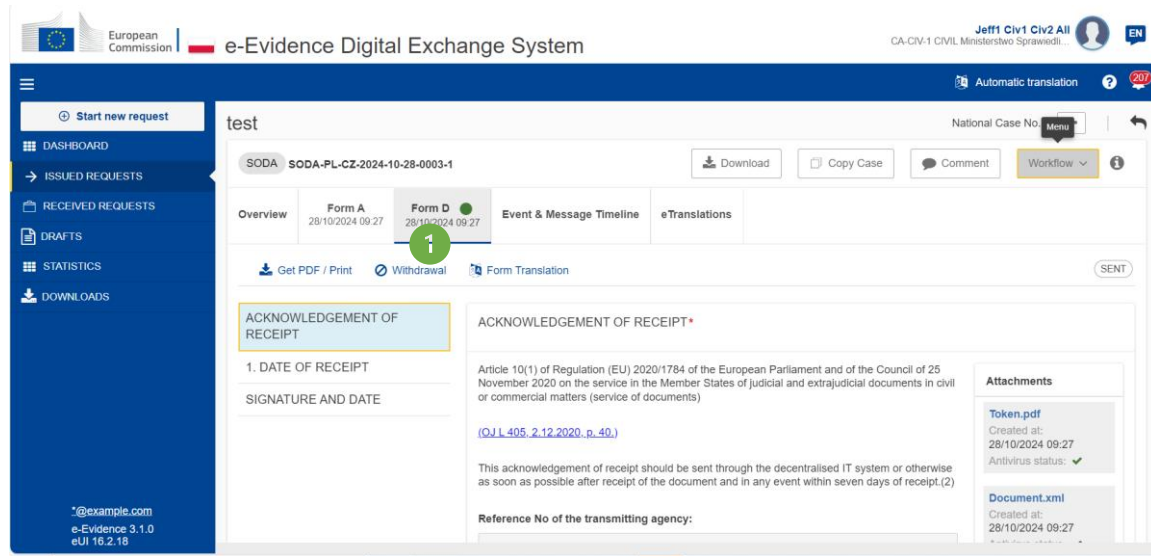 European
Commission
e-Evidence Digital Exchange System
Jeff1 Civ1 Civ2 All
CA-CIV-1 CIVIL Ministerstwo Sprawiedli...
EN
Automatic translation
?
207
Start new request
DASHBOARD
ISSUED REQUESTS
RECEIVED REQUESTS
DRAFTS
STATISTICS
DOWNLOADS
*@example.com
e-Evidence 3.1.0
eUI 16.2.18
test
National Case No.
Menu
SODA SODA-PL-CZ-2024-10-28-0003-1
Download
Copy Case
Comment
Workflow
Overview
Form A
28/10/2024 09:27
Form D
28/10/2024 09:27
Event & Message Timeline
eTranslations
1
Get PDF / Print
Withdrawal
Form Translation
SENT
ACKNOWLEDGEMENT OF
RECEIPT
1. DATE OF RECEIPT
SIGNATURE AND DATE
ACKNOWLEDGEMENT OF RECEIPT*
Article 10(1) of Regulation (EU) 2020/1784 of the European Parliament and of the Council of 25
November 2020 on the service in the Member States of judicial and extrajudicial documents in civil
or commercial matters (service of documents)
(OJ L 405, 2.12.2020, p. 40.)
This acknowledgement of receipt should be sent through the decentralised IT system or otherwise
as soon as possible after receipt of the document and in any event within seven days of receipt.(2)
Reference No of the transmitting agency:
Attachments
Token.pdf
Created at:
28/10/2024 09:27
Antivirus status:
Document.xml
Created at:
28/10/2024 09:27